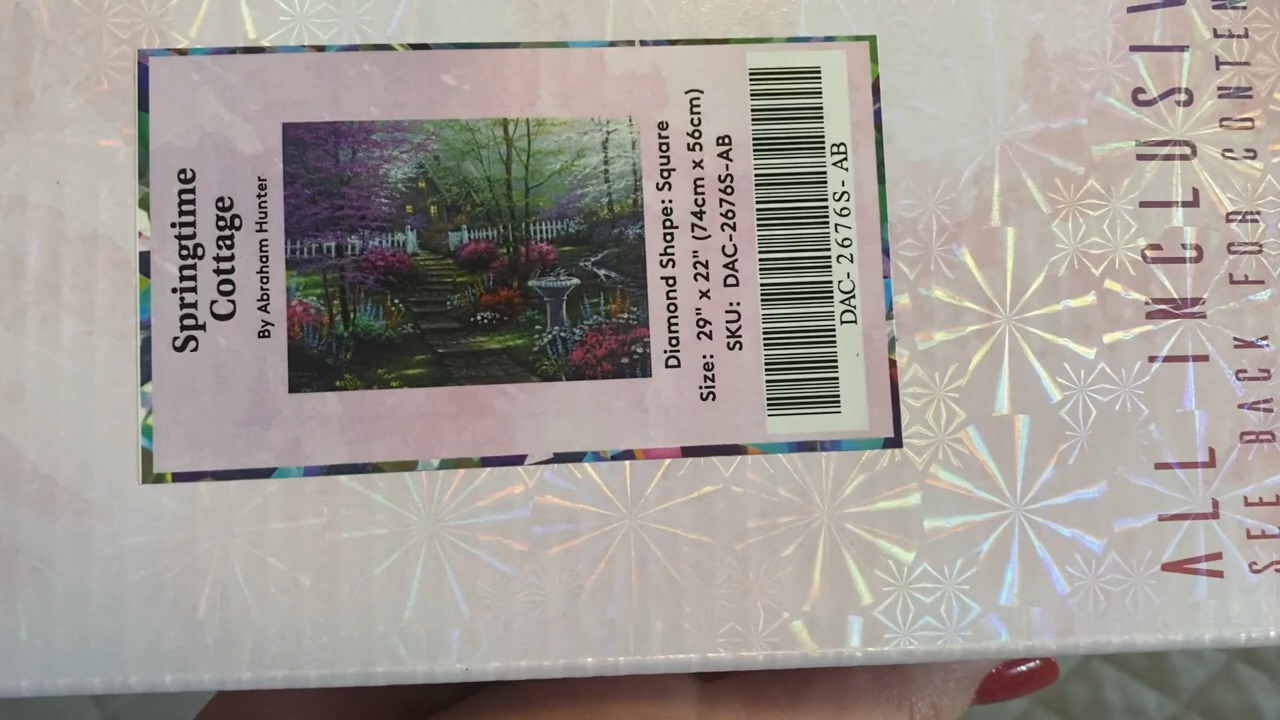 Springtime
Cottage
By Abraham Hunter
Diamond Shape: Square
Size: 29" x 22" (74cm x 56cm)
SKU: DAC-2676S-AB
DAC- 2676S- AB
ALL INCLUSIV
SEE BACK FOR CONTEN